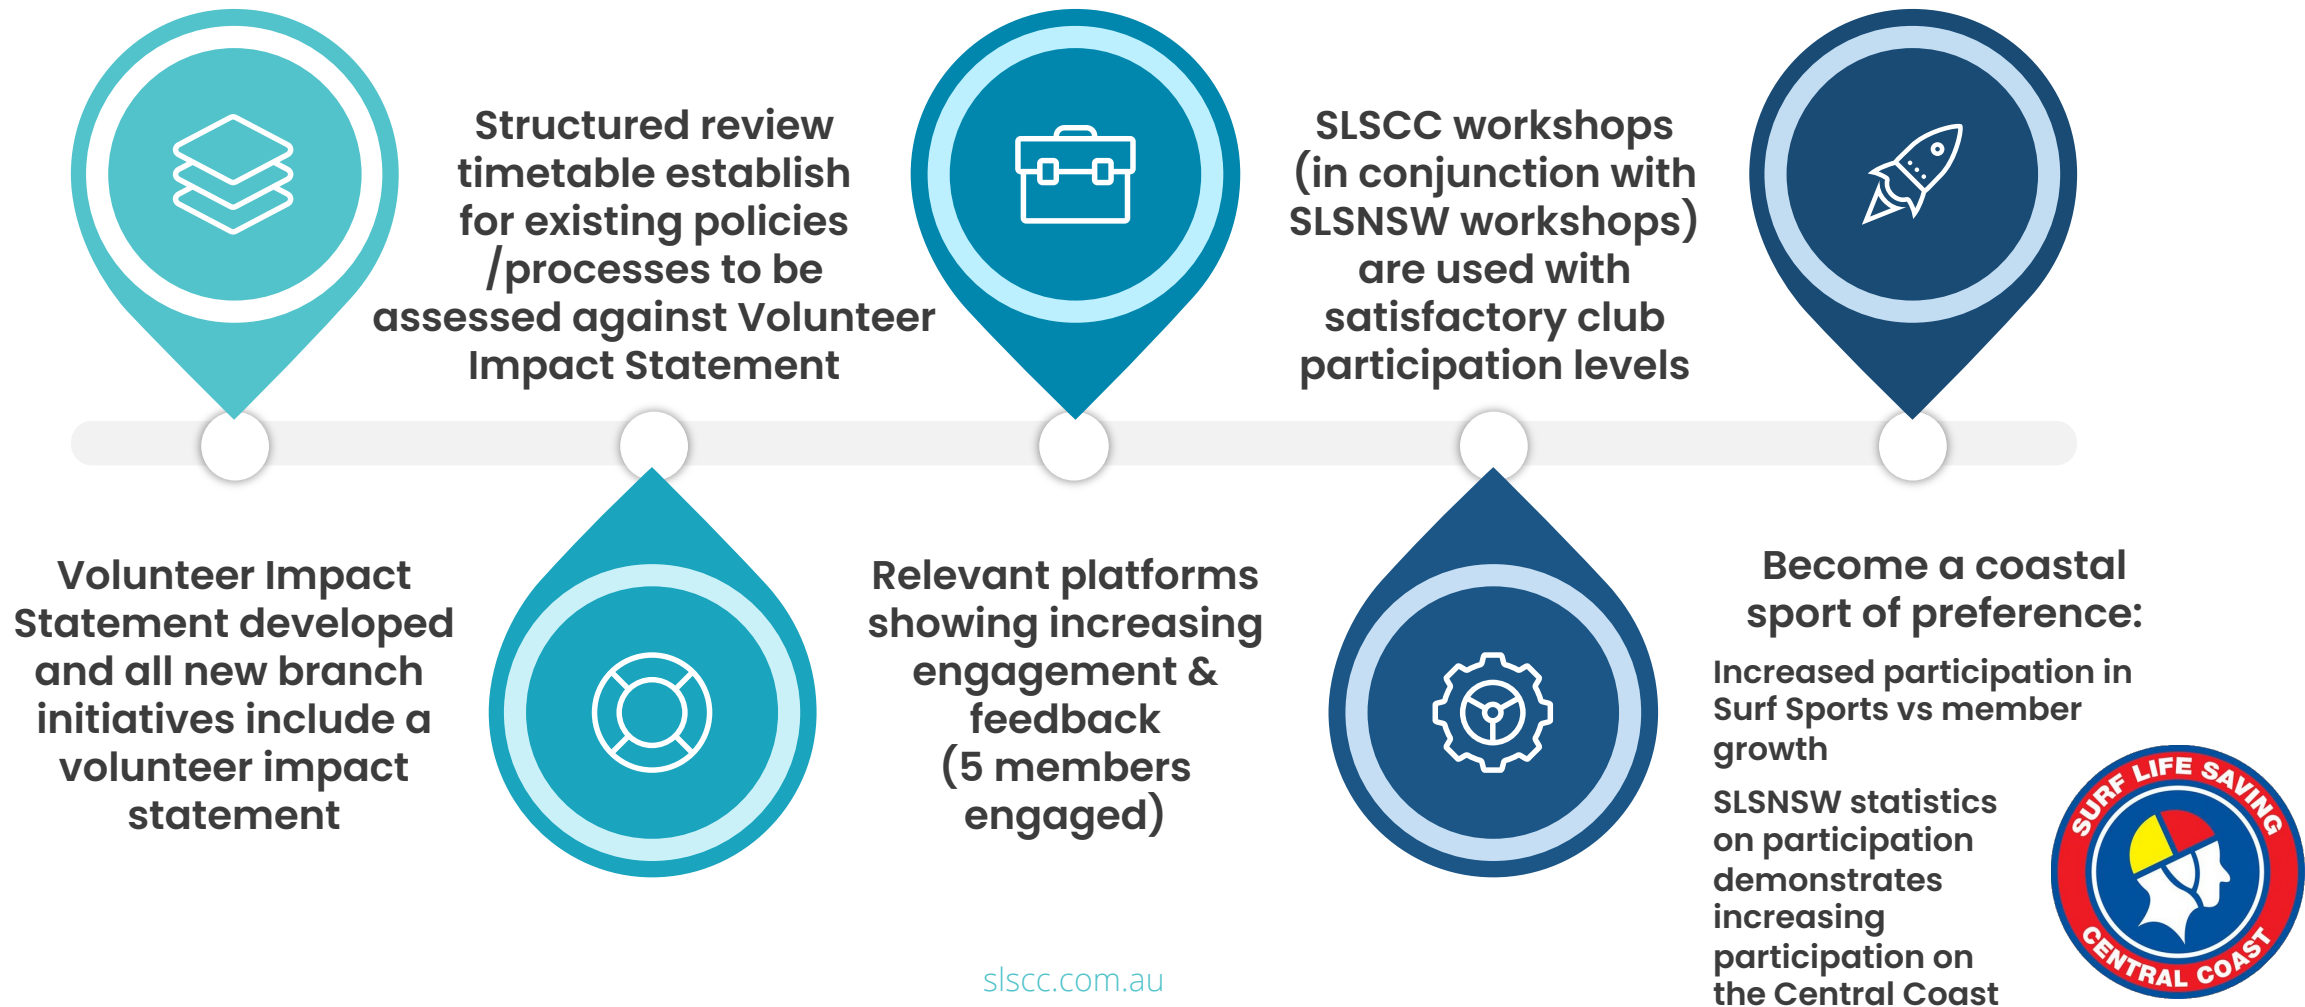 Volunteer Impact
Statement developed
and all new branch
initiatives include a
volunteer impact
statement
Structured review
timetable establish
for existing policies
/processes to be
assessed against Volunteer
Impact Statement
Relevant platforms
showing increasing
engagement &
feedback
(5 members
engaged)
SLSCC workshops
(in conjunction with
SLSNSW workshops)
are used with
satisfactory club
participation levels
Become a coastal
sport of preference:
Increased participation in
Surf Sports vs member
growth
SLSNSW statistics
on participation
demonstrates
increasing
participation on
the Central Coast
SURF LIFE SAVING
CENTRAL COAST
slscc.com.au